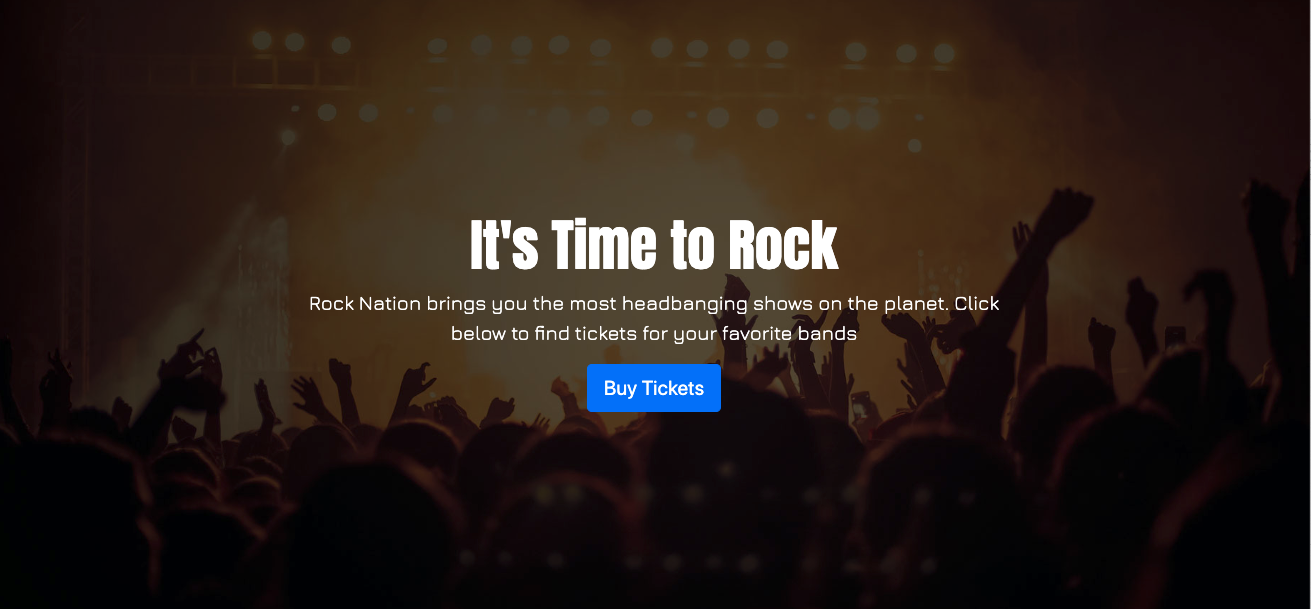 It's Time to Rock
Rock Nation brings you the most headbanging shows on the planet. Click
below to find tickets for your favorite bands
Buy Tickets